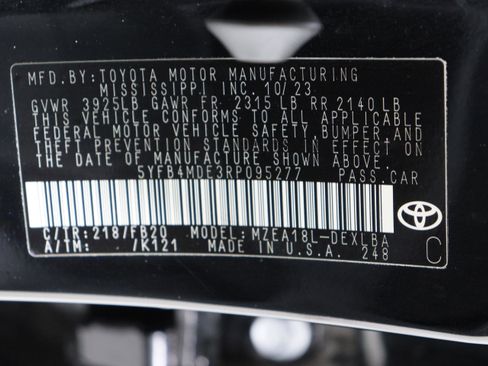 MFD.BY:TOYOTA MOTOR MANUFACTURING
MISSISSIPPI INC.10/23
GVWR 3925LB GAWR FR 2315LB RR 2140LB
THIS VEHICLE CONFORMS TO ALL APPLICABLE
FEDERAL MOTOR VEHICLE SAFETY, BUMPER AND
THEFT PREVENTION STANDARDS IN EFFECT ON
THE DATE OF MANUFACTURE SHOWN ABOVE.
5YFB4MDE3RP095277 PASS.CAR
C/TR:218/FB20 MODEL:MZEA18L-DEXLBA
A/TM: /K121 MADE IN U.S.A. 248
C